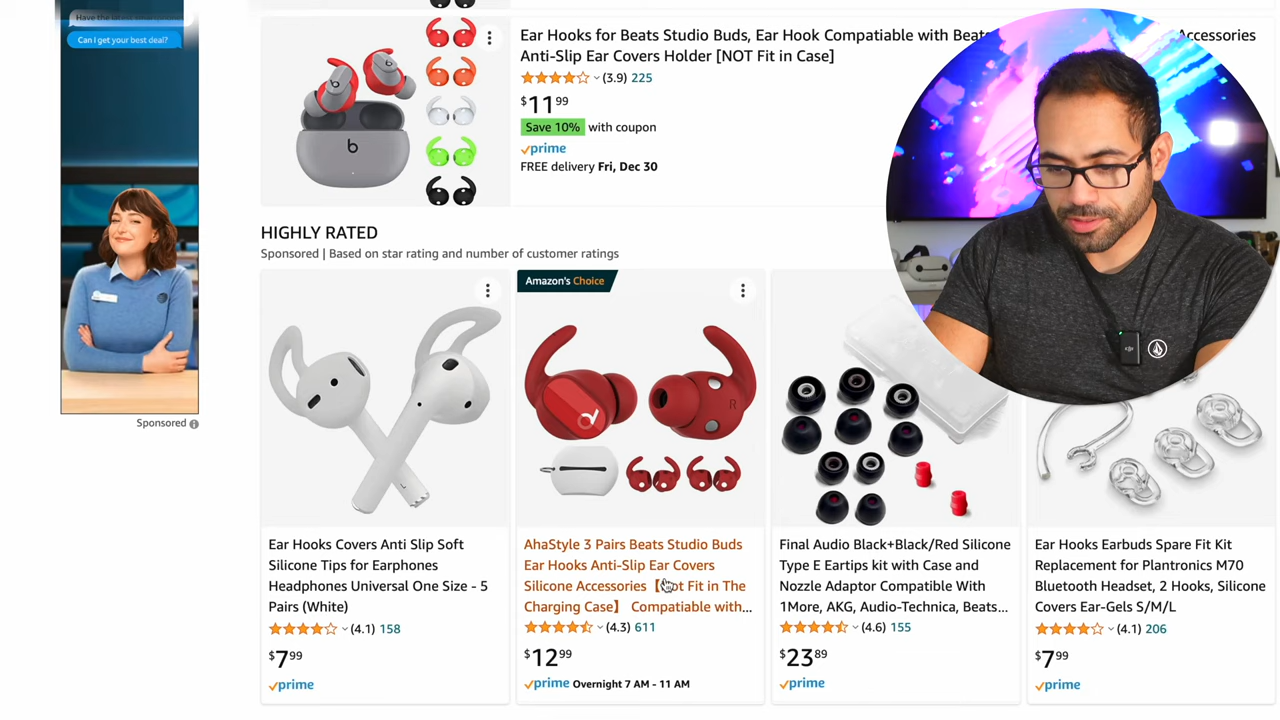 Can I get your best deal?
Sponsored
Ear Hooks for Beats Studio Buds, Ear Hook Compatiable with Beats
Accessories
Anti-Slip Ear Covers Holder [NOT Fit in Case]
(3.9) 225
$11 99
Save 10% with coupon
prime
FREE delivery Fri, Dec 30
HIGHLY RATED
Sponsored | Based on star rating and number of customer ratings
Ear Hooks Covers Anti Slip Soft
Silicone Tips for Earphones
Headphones Universal One Size - 5
Pairs (White)
(4.1) 158
$7 99
prime
Amazon's Choice
R
AhaStyle 3 Pairs Beats Studio Buds
Ear Hooks Anti-Slip Ear Covers
Silicone Accessories 【Not Fit in The
Charging Case】 Compatiable with...
(4.3) 611
$12 99
prime Overnight 7 AM - 11 AM
Final Audio Black+Black/Red Silicone
Type E Eartips kit with Case and
Nozzle Adaptor Compatible With
1More, AKG, Audio-Technica, Beats...
(4.6) 155
$23 89
prime
Ear Hooks Earbuds Spare Fit Kit
Replacement for Plantronics M70
Bluetooth Headset, 2 Hooks, Silicone
Covers Ear-Gels S/M/L
(4.1) 206
$7 99
prime